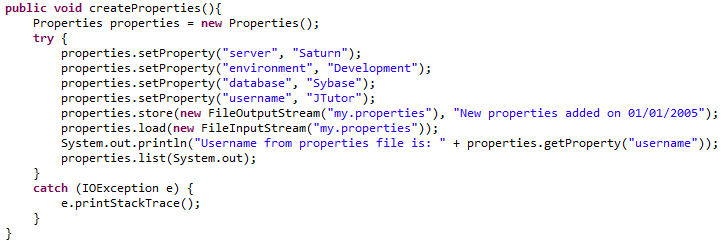 public void createProperties(){
    Properties properties = new Properties();
    try {
        properties.setProperty("server", "Saturn");
        properties.setProperty("environment", "Development");
        properties.setProperty("database", "Sybase");
        properties.setProperty("username", "JTutor");
        properties.store(new FileOutputStream("my.properties"), "New properties added on 01/01/2005");
        properties.load(new FileInputStream("my.properties"));
        System.out.println("Username from properties file is: " + properties.getProperty("username"));
        properties.list(System.out);
    }
    catch (IOException e) {
        e.printStackTrace();
    }
}